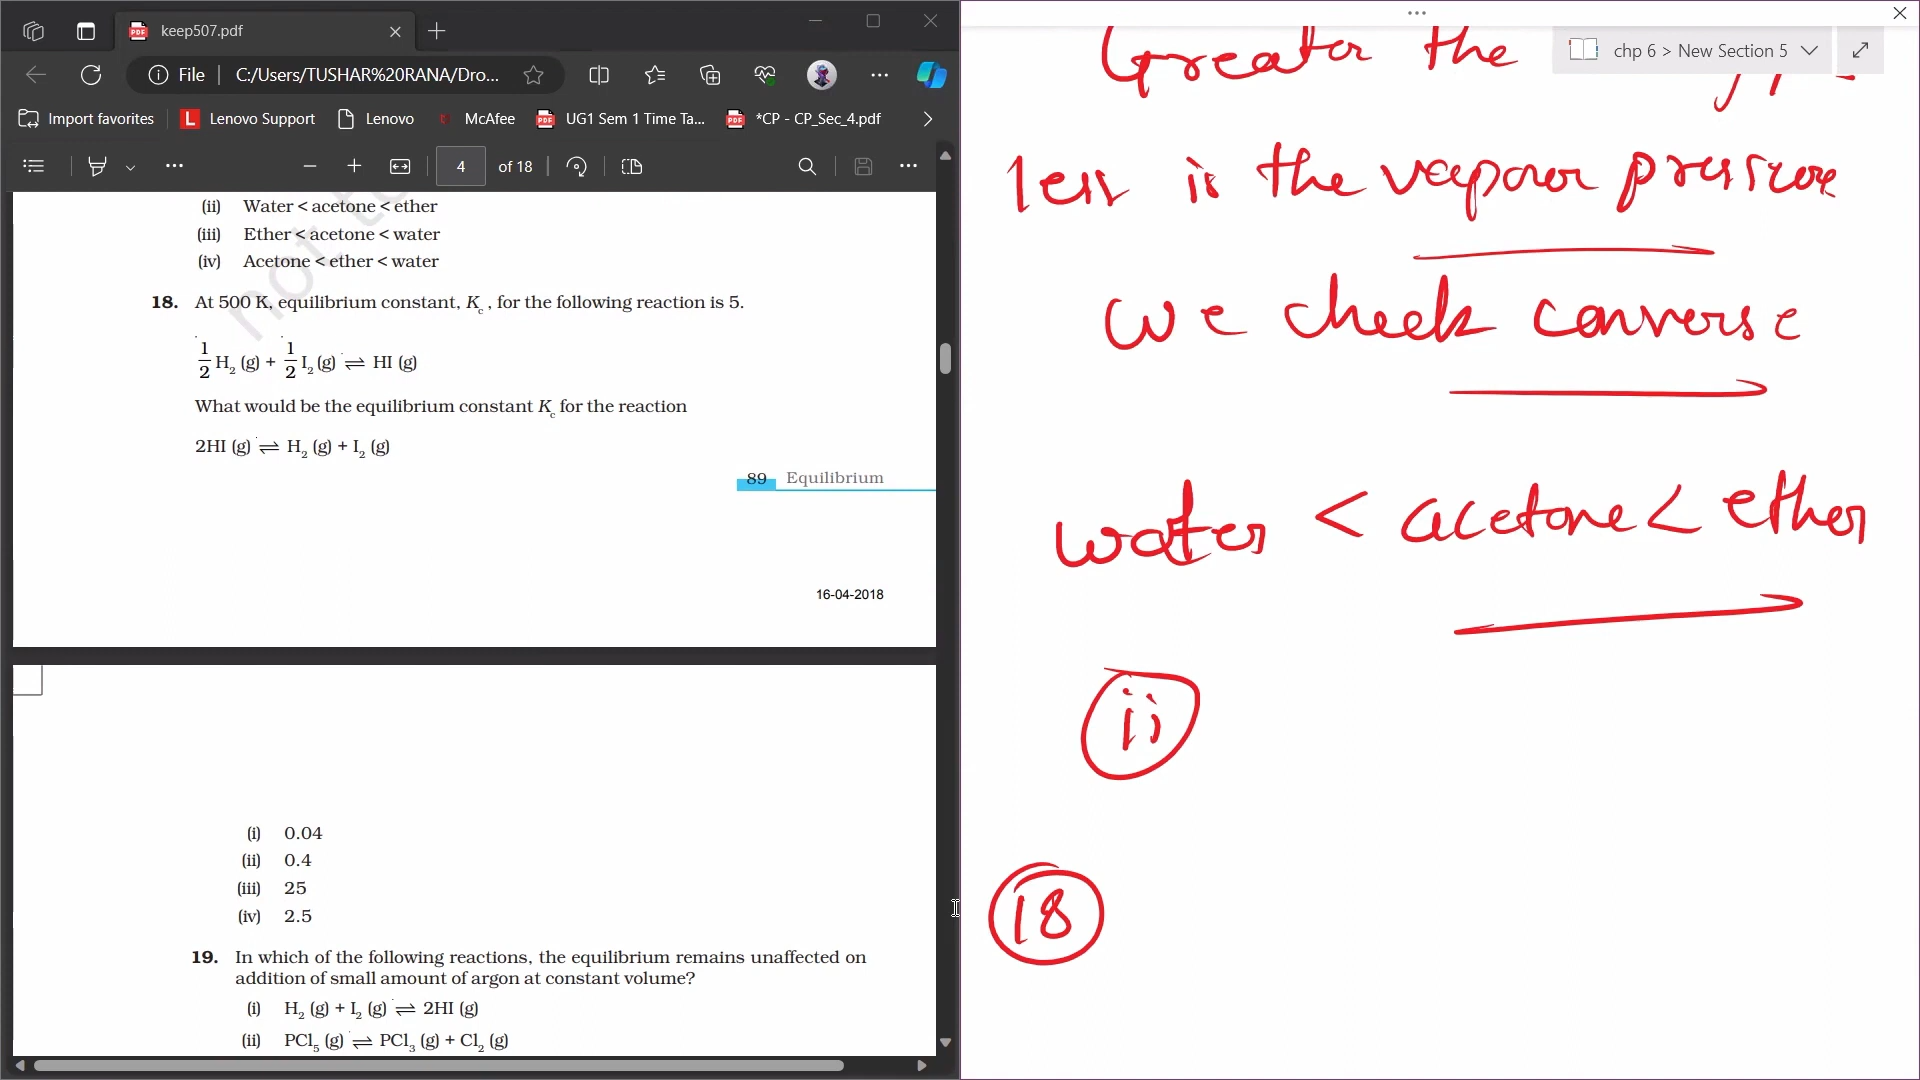 keep507.pdf
File C:/Users/TUSHAR%20RANA/Dro...
Import favorites Lenovo Support Lenovo McAfee UG1 Sem 1 Time Ta... *CP - CP_Sec_4.pdf
4 of 18
not to
(ii) Water < acetone < ether
(iii) Ether < acetone < water
(iv) Acetone < ether < water
18. At 500 K, equilibrium constant, Kc, for the following reaction is 5.
1/2 H2 (g) + 1/2 I2 (g) ⇌ HI (g)
What would be the equilibrium constant Kc for the reaction
2HI (g) ⇌ H2 (g) + I2 (g)
89 Equilibrium
16-04-2018
(i) 0.04
(ii) 0.4
(iii) 25
(iv) 2.5
19. In which of the following reactions, the equilibrium remains unaffected on
addition of small amount of argon at constant volume?
(i) H2 (g) + I2 (g) ⇌ 2HI (g)
(ii) PCl5 (g) ⇌ PCl3 (g) + Cl2 (g)
chp 6 > New Section 5
Greater the
less is the vapour pressure
we check converse
water < acetone < ether
ii
18